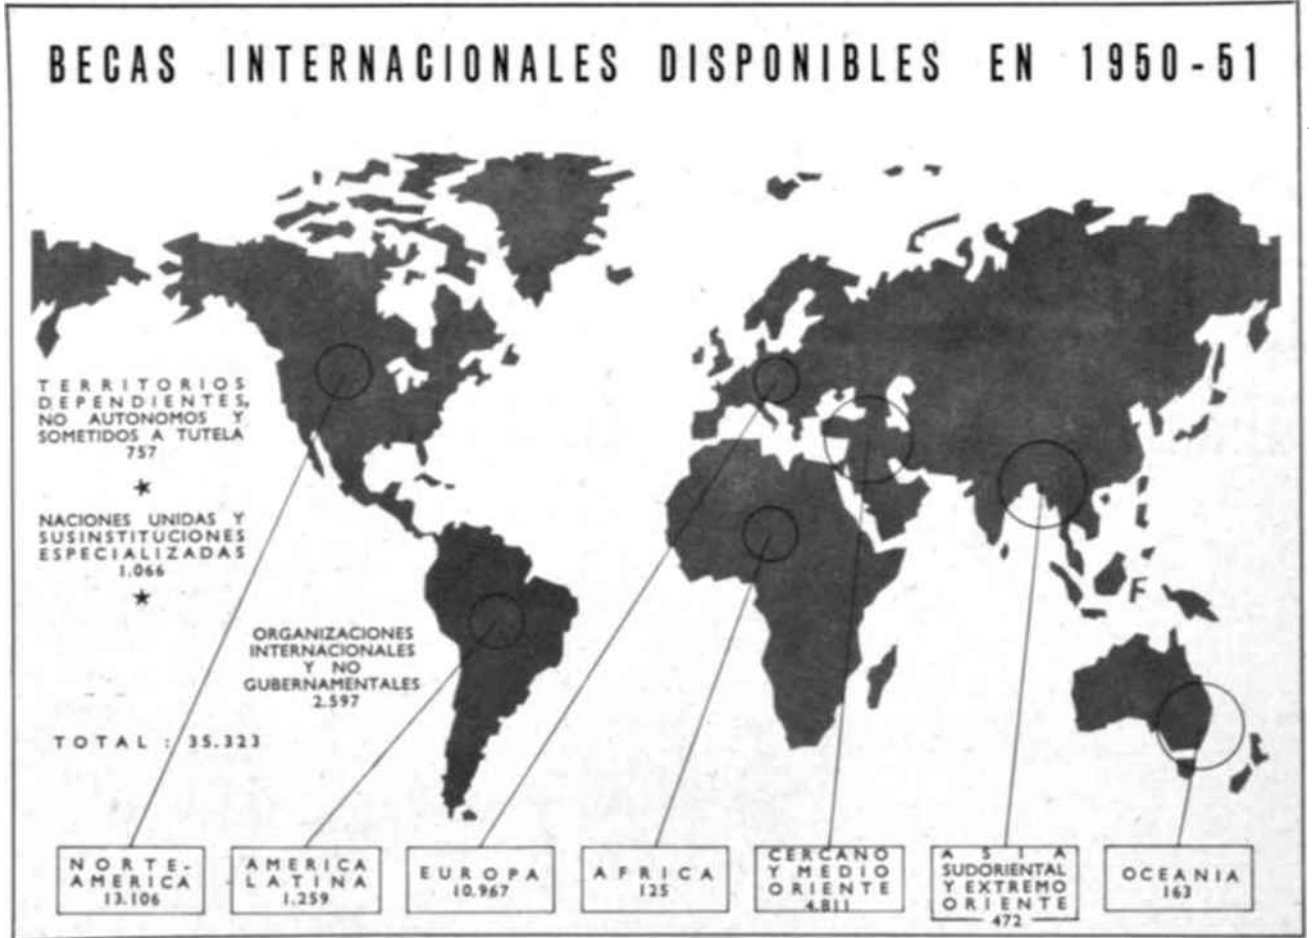 BECAS INTERNACIONALES DISPONIBLES EN 1950-51
TERRITORIOS
DEPENDIENTES,
NO AUTONOMOS Y
SOMETIDOS A TUTELA
757
★
NACIONES UNIDAS Y
SUSINSTITUCIONES
ESPECIALIZADAS
1.066
★
ORGANIZACIONES
INTERNACIONALES
Y NO
GUBERNAMENTALES
2.597
TOTAL : 35.323
F
NORTE-
AMERICA
13.106
AMERICA
LATINA
1.259
EUROPA
10.967
AFRICA
125
CERCANO
Y MEDIO
ORIENTE
4.811
ASIA
SUDORIENTAL
Y EXTREMO
ORIENTE
472
OCEANIA
163